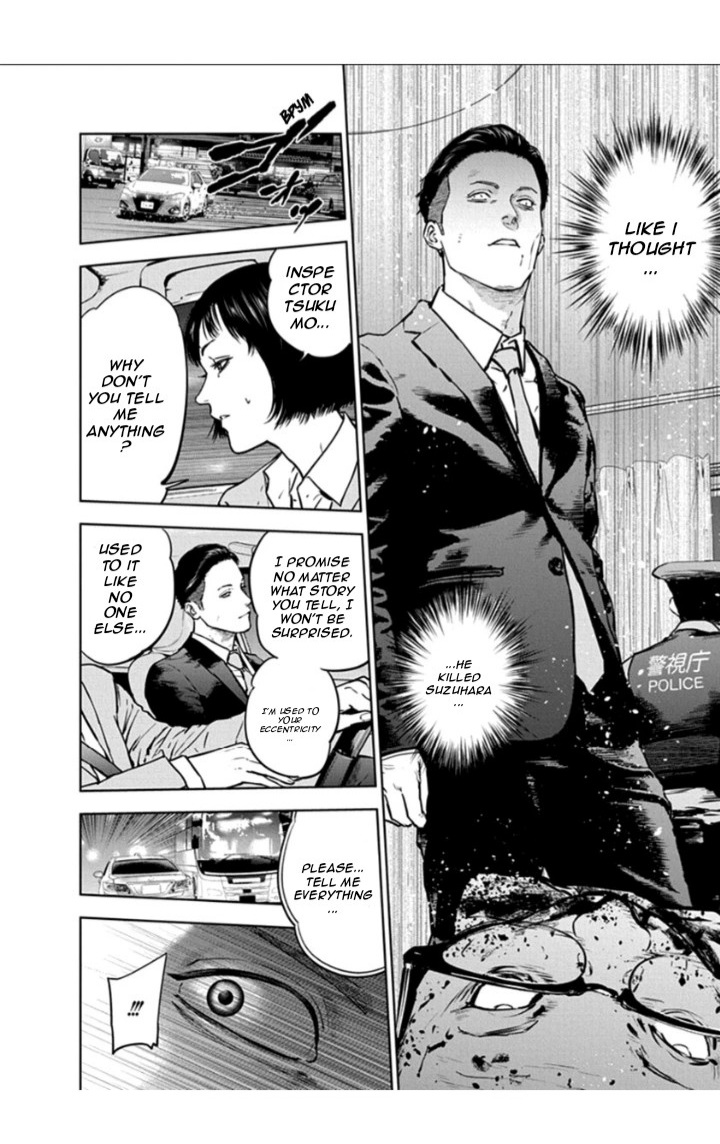 LIKE I
THOUGHT
...
...HE
KILLED
SUZUHARA
...
警視庁
POLICE
BPYM
INSPE
CTOR
TSUKU
MO...
WHY
DON'T
YOU TELL
ME
ANYTHING
?
I PROMISE
NO MATTER
WHAT STORY
YOU TELL, I
WON'T BE
SURPRISED.
I'M USED TO
YOUR
ECCENTRICITY
...
USED
TO IT
LIKE
NO
ONE
ELSE...
PLEASE...
TELL ME
EVERYTHING
...
!!!